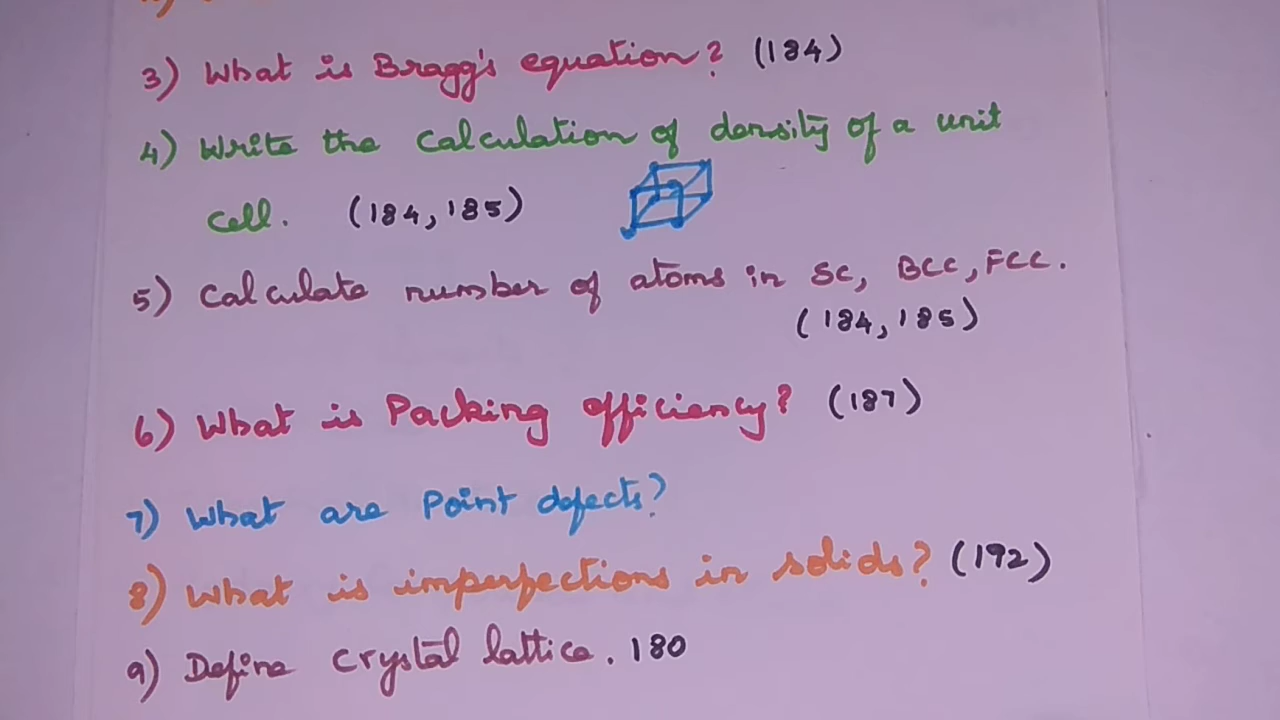 3) What is Bragg's equation? (184)
4) Write the calculation of density of a unit
cell. (184, 185)
5) Calculate number of atoms in SC, BCC, FCC.
(184, 185)
6) What is Packing efficiency? (187)
7) What are Point defects?
8) What is imperfections in solids? (192)
9) Define Crystal lattice. 180